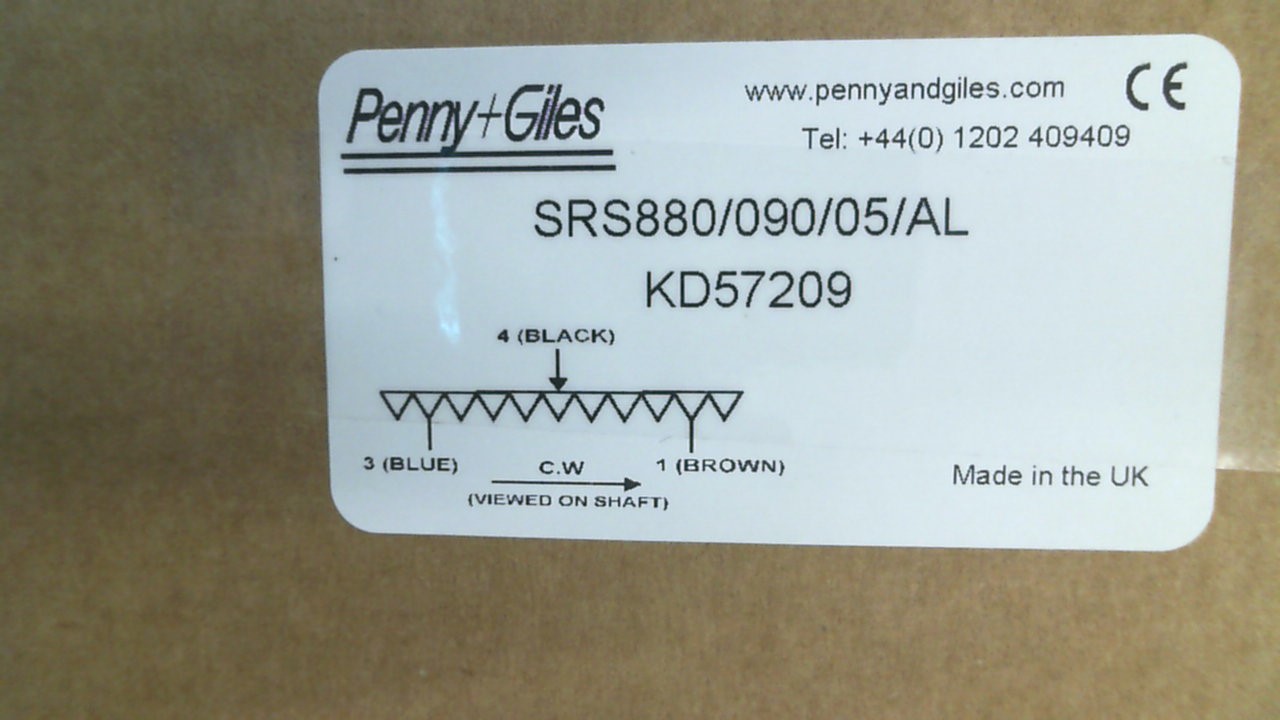 Penny+Giles
www.pennyandgiles.com
CE
Tel: +44(0) 1202 409409
SRS880/090/05/AL
KD57209
4 (BLACK)
3 (BLUE)
C.W
1 (BROWN)
(VIEWED ON SHAFT)
Made in the UK